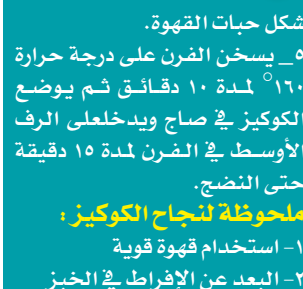 شكل حبات القهوة.
٥_ يسخن الفرن على درجة حرارة
١٦٠° لمدة ١٠ دقائق ثم يوضع
الكوكيز في صاج ويدخلعلى الرف
الأوسط في الفرن لمدة ١٥ دقيقة
حتى النضج.
ملحوظة لنجاح الكوكيز :
١- استخدام قهوة قوية
٢- البعد عن الإفراط في الخبز